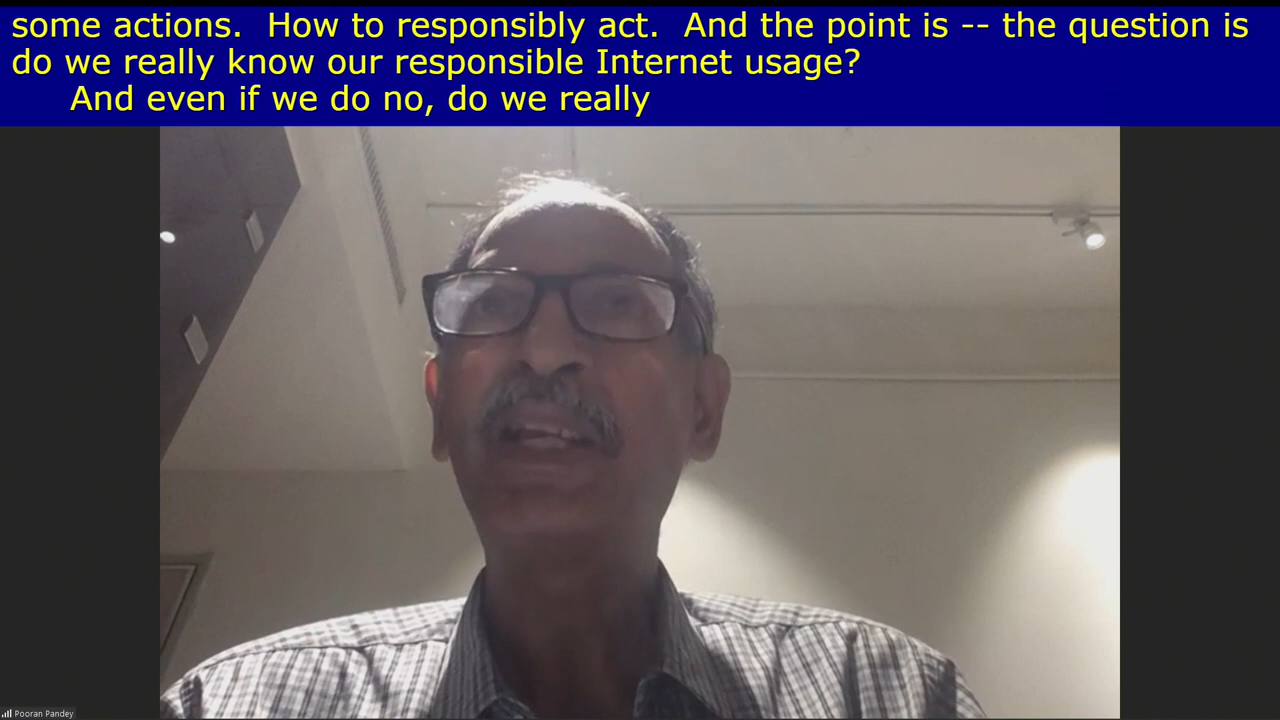 some actions.  How to responsibly act.  And the point is -- the question is
do we really know our responsible Internet usage?
And even if we do no, do we really
Pooran Pandey